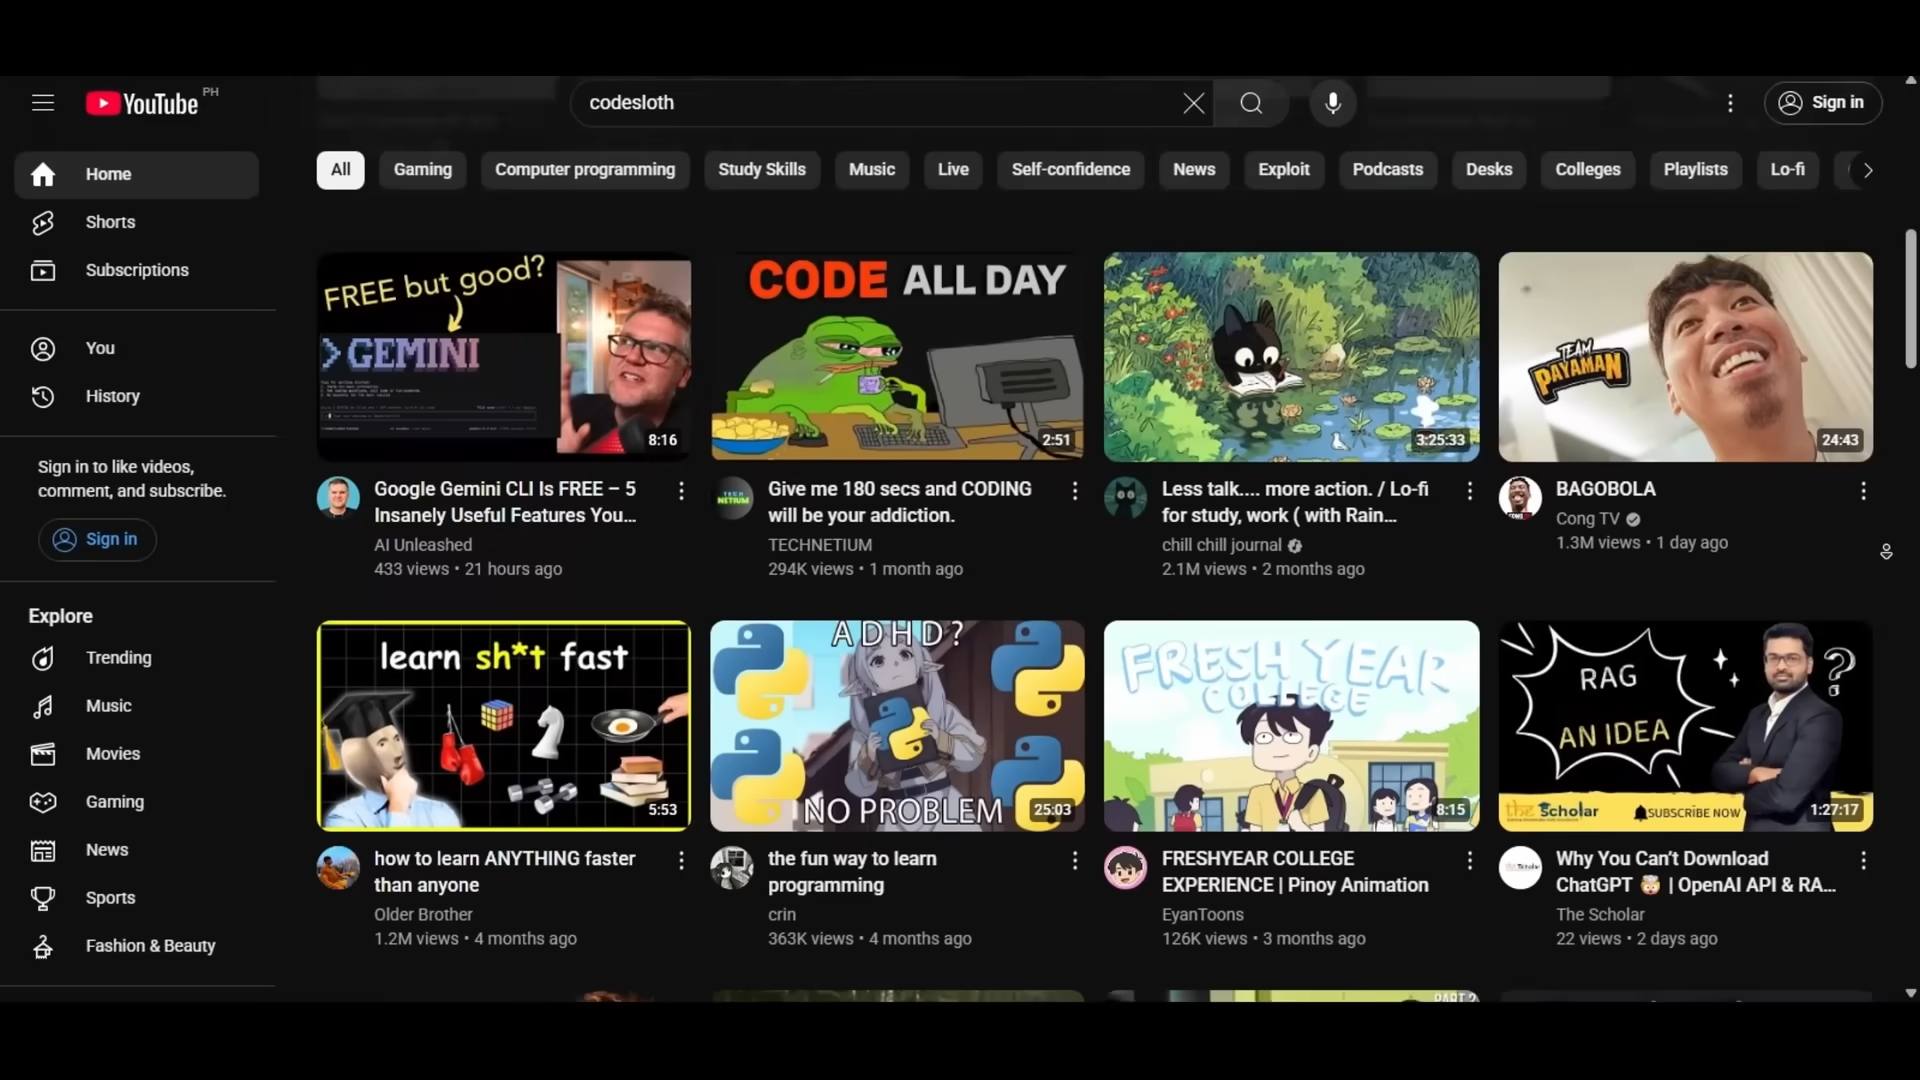 YouTube PH
codesloth
Sign in
Home
Shorts
Subscriptions
You
History
Sign in to like videos,
comment, and subscribe.
Sign in
Explore
Trending
Music
Movies
Gaming
News
Sports
Fashion & Beauty
All
Gaming
Computer programming
Study Skills
Music
Live
Self-confidence
News
Exploit
Podcasts
Desks
Colleges
Playlists
Lo-fi
FREE but good?
> GEMINI
8:16
Google Gemini CLI Is FREE – 5
Insanely Useful Features You...
AI Unleashed
433 views • 21 hours ago
CODE ALL DAY
2:51
TECH
NETIUM
Give me 180 secs and CODING
will be your addiction.
TECHNETIUM
294K views • 1 month ago
3:25:33
Less talk.... more action. / Lo-fi
for study, work ( with Rain...
chill chill journal
2.1M views • 2 months ago
TEAM
PAYAMAN
24:43
BAGOBOLA
Cong TV
1.3M views • 1 day ago
learn sh*t fast
5:53
how to learn ANYTHING faster
than anyone
Older Brother
1.2M views • 4 months ago
ADHD?
NO PROBLEM
25:03
the fun way to learn
programming
crin
363K views • 4 months ago
FRESH YEAR
COLLEGE
8:15
FRESHYEAR COLLEGE
EXPERIENCE | Pinoy Animation
EyanToons
126K views • 3 months ago
RAG
AN IDEA
?
the Scholar
SUBSCRIBE NOW
1:27:17
Why You Can't Download
ChatGPT 🤯 | OpenAI API & RA...
The Scholar
22 views • 2 days ago